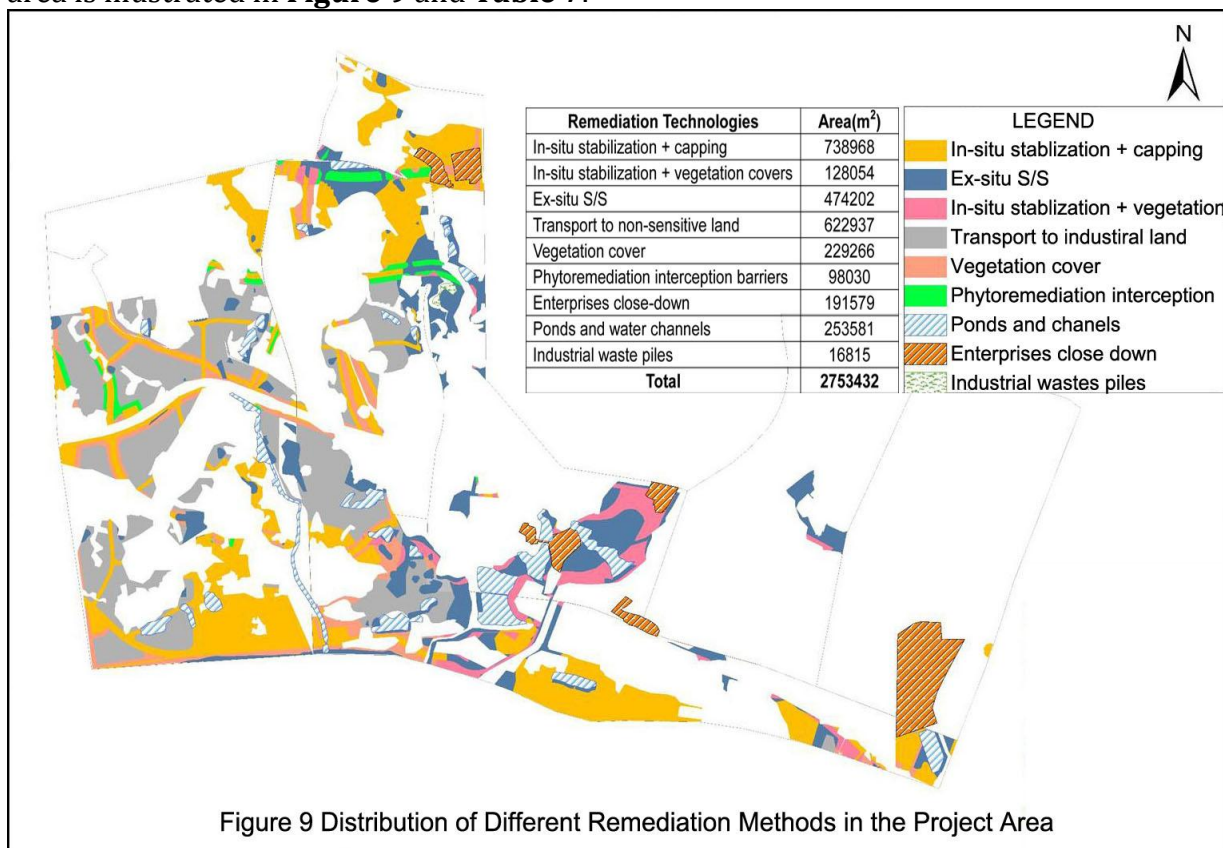 area is illustrated in Figure 9 and Table 7.
N
Remediation Technologies Area(m²)
In-situ stabilization + capping 738968
In-situ stabilization + vegetation covers 128054
Ex-situ S/S 474202
Transport to non-sensitive land 622937
Vegetation cover 229266
Phytoremediation interception barriers 98030
Enterprises close-down 191579
Ponds and water channels 253581
Industrial waste piles 16815
Total 2753432
LEGEND
In-situ stablization + capping
Ex-situ S/S
In-situ stablization + vegetation
Transport to industiral land
Vegetation cover
Phytoremediation interception
Ponds and chanels
Enterprises close down
Industrial wastes piles
Figure 9 Distribution of Different Remediation Methods in the Project Area